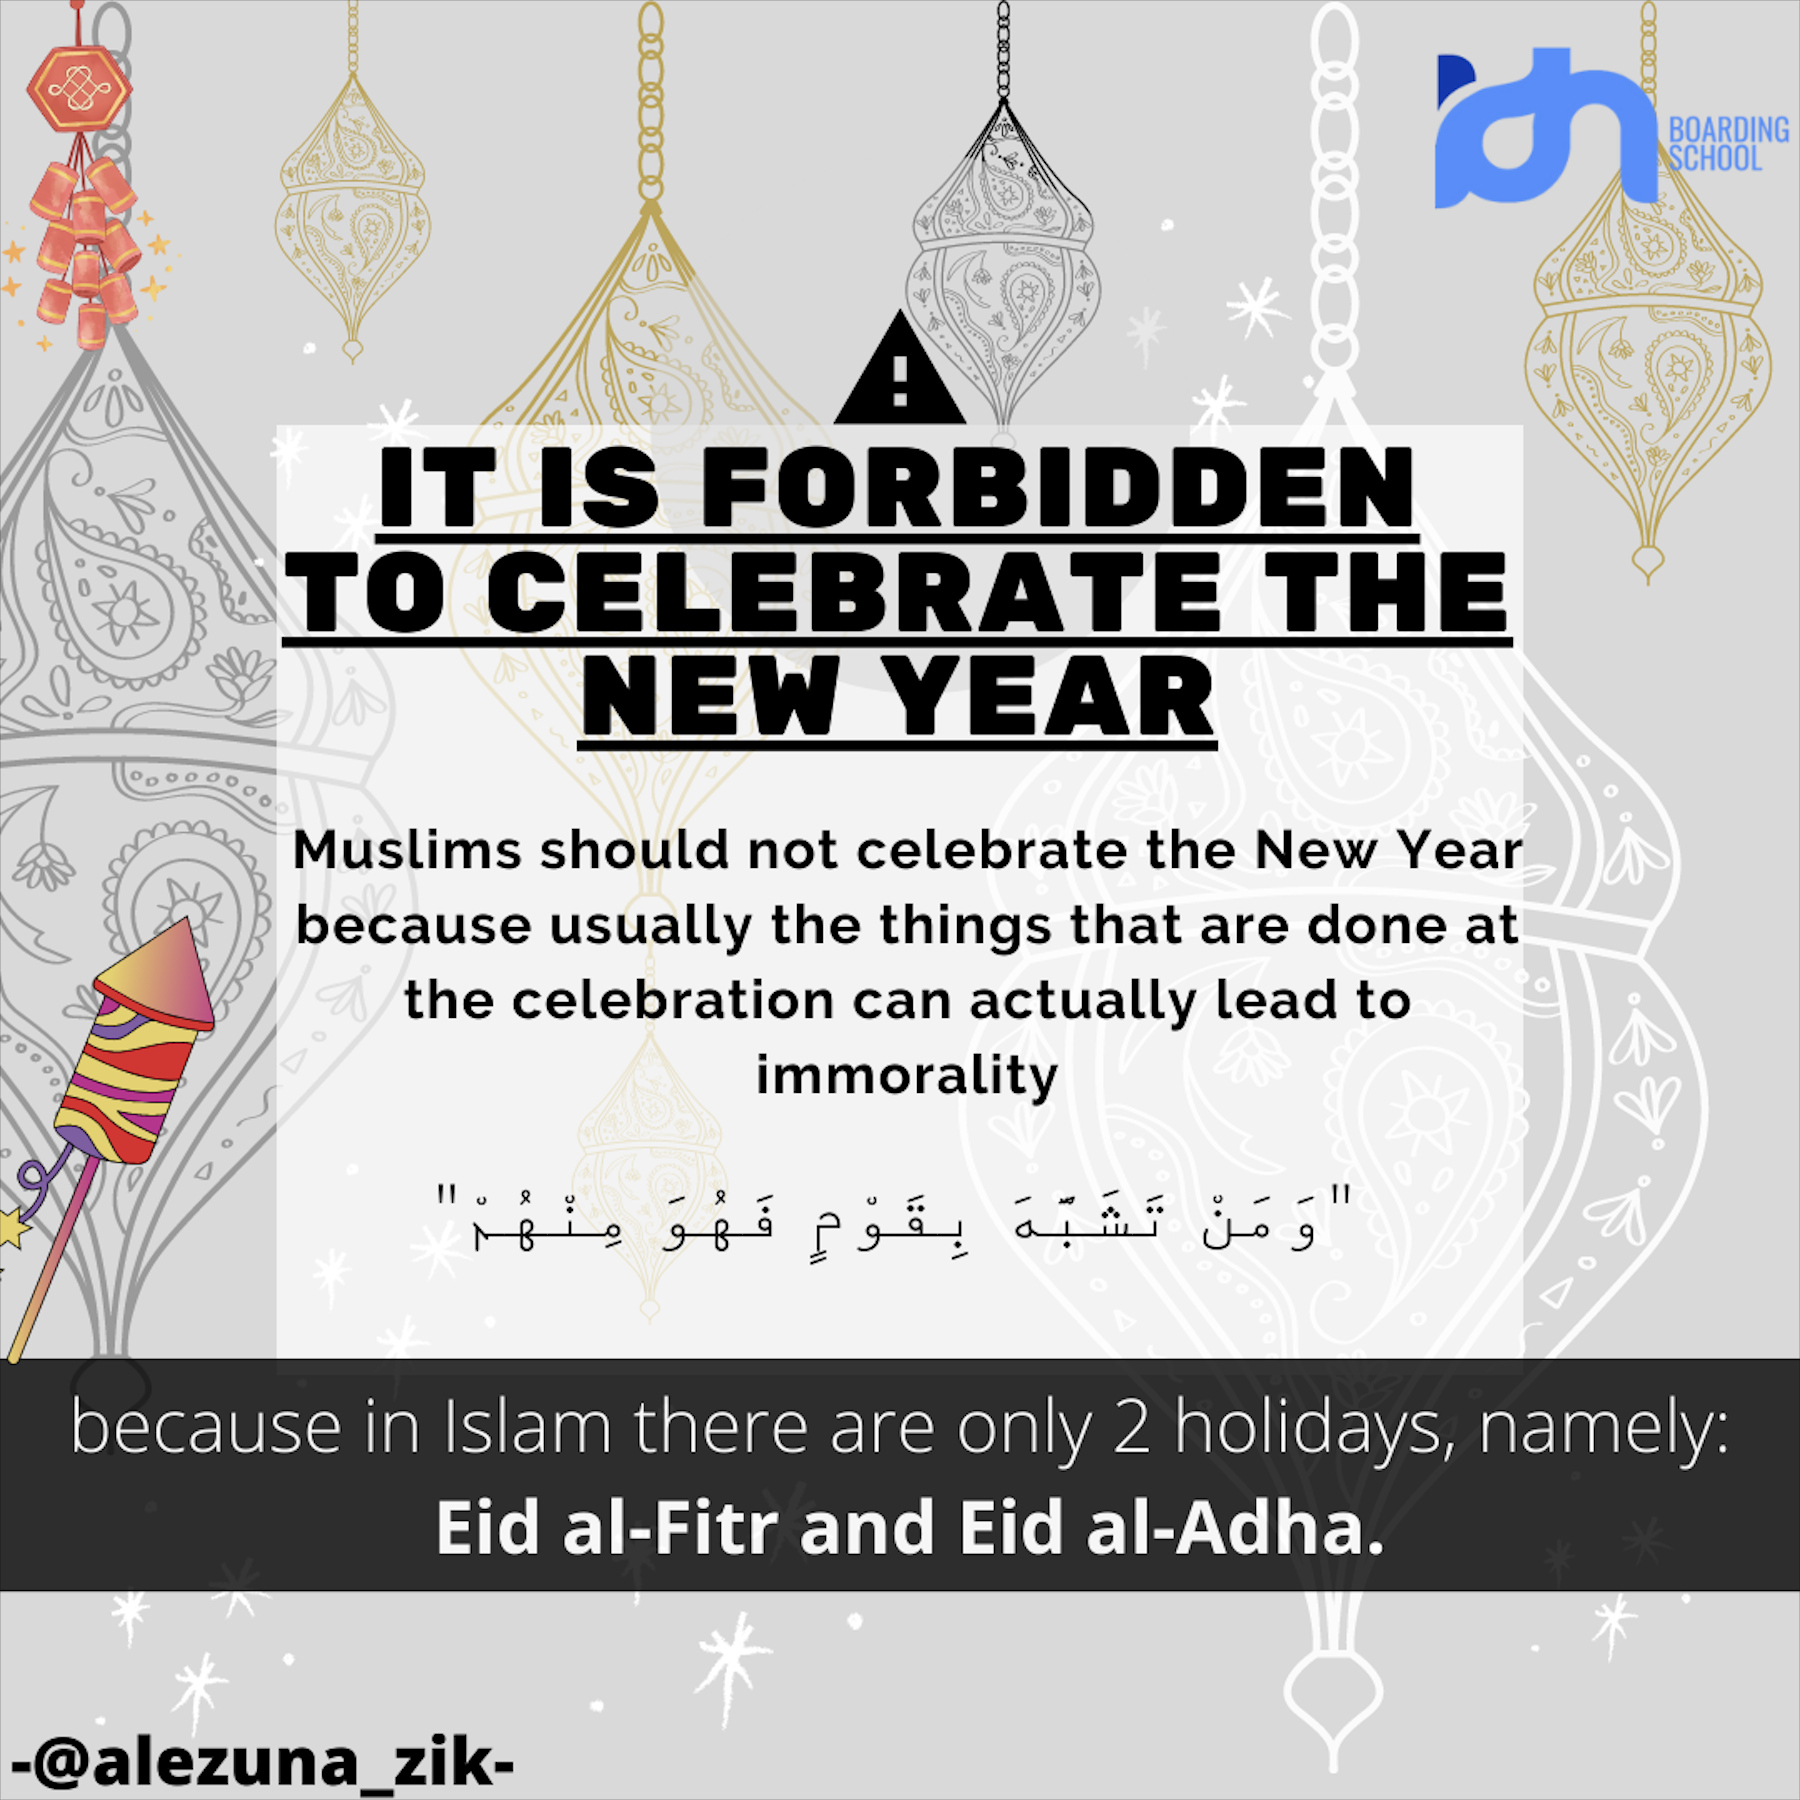 BOARDING
SCHOOL
IT IS FORBIDDEN
TO CELEBRATE THE
NEW YEAR
Muslims should not celebrate the New Year
because usually the things that are done at
the celebration can actually lead to
immorality
"وَمَنْ تَشَبَّهَ بِقَوْمٍ فَهُوَ مِنْهُمْ"
because in Islam there are only 2 holidays, namely:
Eid al-Fitr and Eid al-Adha.
-@alezuna_zik-